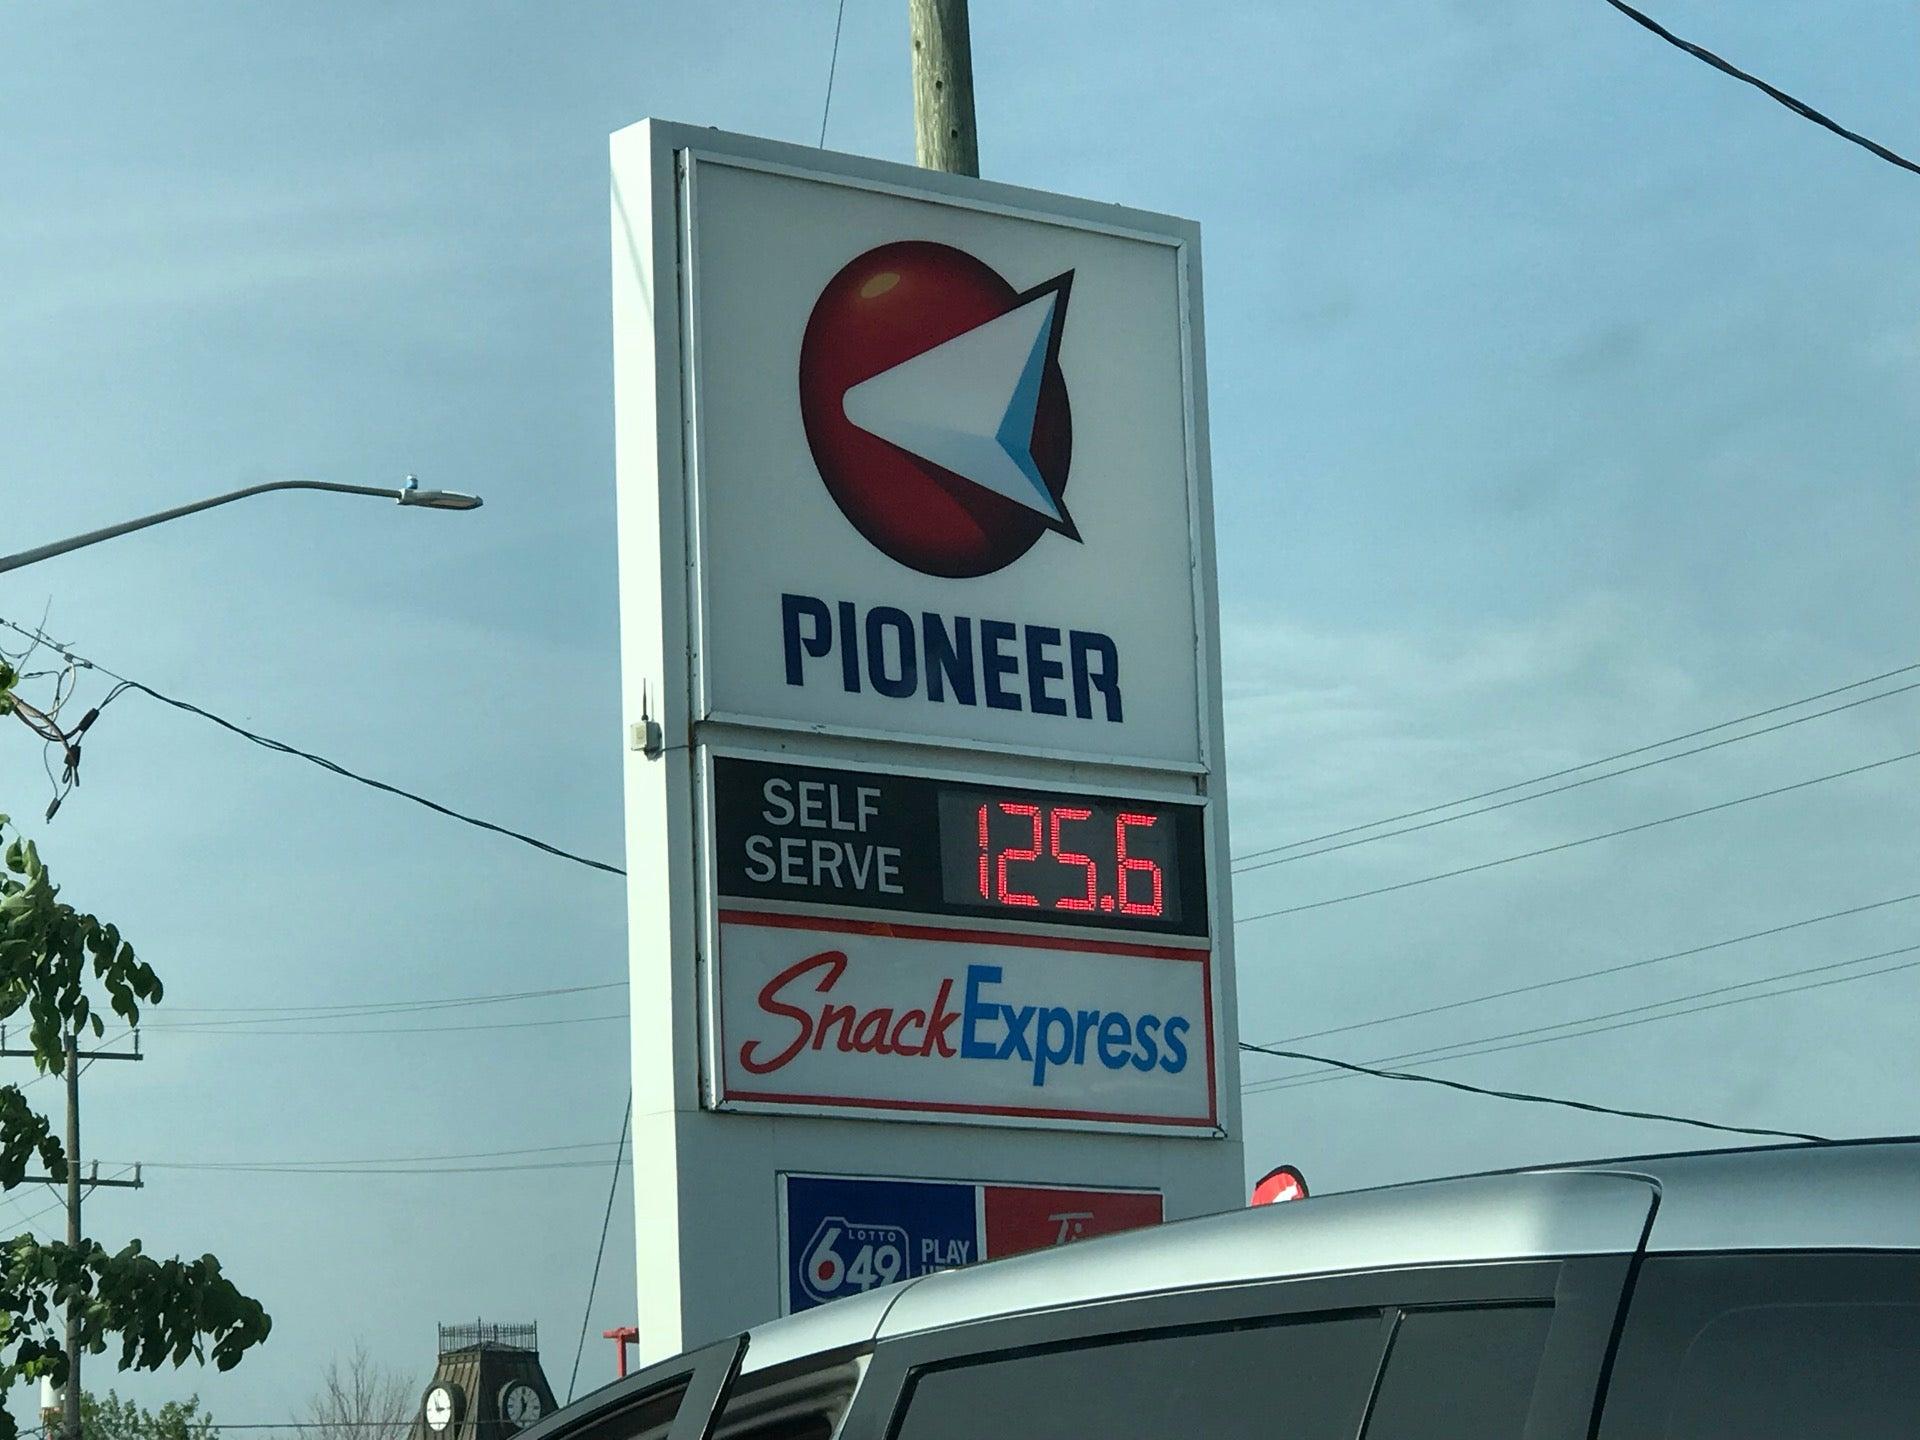 PIONEER
SELF
SERVE
125.6
SnackExpress
LOTTO
649
PLAY